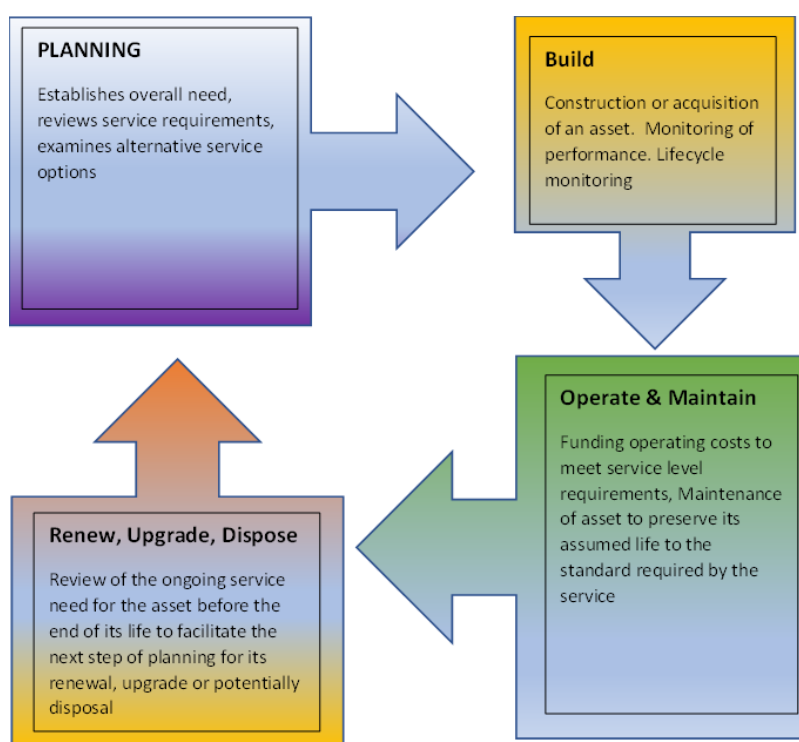 PLANNING
Establishes overall need,
reviews service requirements,
examines alternative service
options
Build
Construction or acquisition
of an asset.  Monitoring of
performance. Lifecycle
monitoring
Operate & Maintain
Funding operating costs to
meet service level
requirements, Maintenance
of asset to preserve its
assumed life to the
standard required by the
service
Renew, Upgrade, Dispose
Review of the ongoing service
need for the asset before the
end of its life to facilitate the
next step of planning for its
renewal, upgrade or potentially
disposal